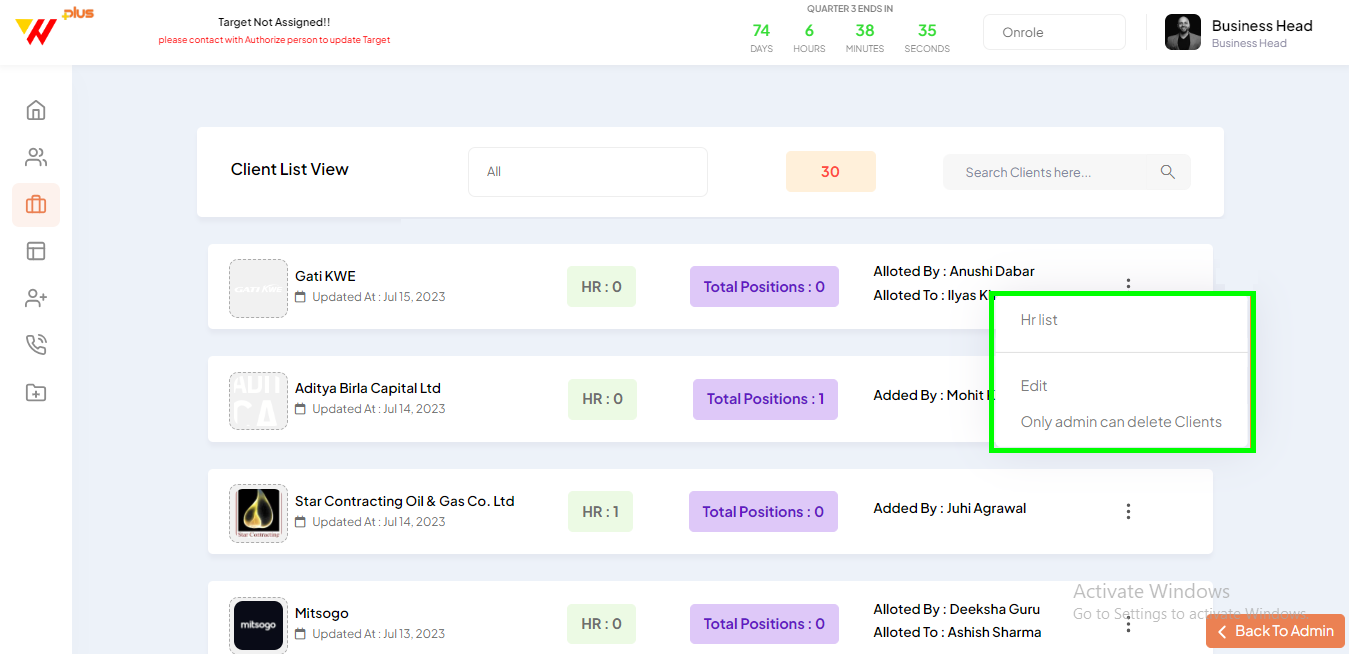 plus
Target Not Assigned!!
please contact with Authorize person to update Target
QUARTER 3 ENDS IN
74 6 38 35
DAYS HOURS MINUTES SECONDS
Onrole
Business Head
Business Head
Client List View
All
30
Search Clients here...
GATI KWE
Gati KWE
Updated At : Jul 15, 2023
HR : 0
Total Positions : 0
Alloted By : Anushi Dabar
Alloted To : Ilyas
Hr list
Edit
Only admin can delete Clients
ADIT
CA
Aditya Birla Capital Ltd
Updated At : Jul 14, 2023
HR : 0
Total Positions : 1
Added By : Mohit
Star Contracting
Star Contracting Oil & Gas Co. Ltd
Updated At : Jul 14, 2023
HR : 1
Total Positions : 0
Added By : Juhi Agrawal
mitsogo
Mitsogo
Updated At : Jul 13, 2023
HR : 0
Total Positions : 0
Alloted By : Deeksha Guru
Alloted To : Ashish Sharma
Activate Windows
Go to Settings to activate Windows.
Back To Admin